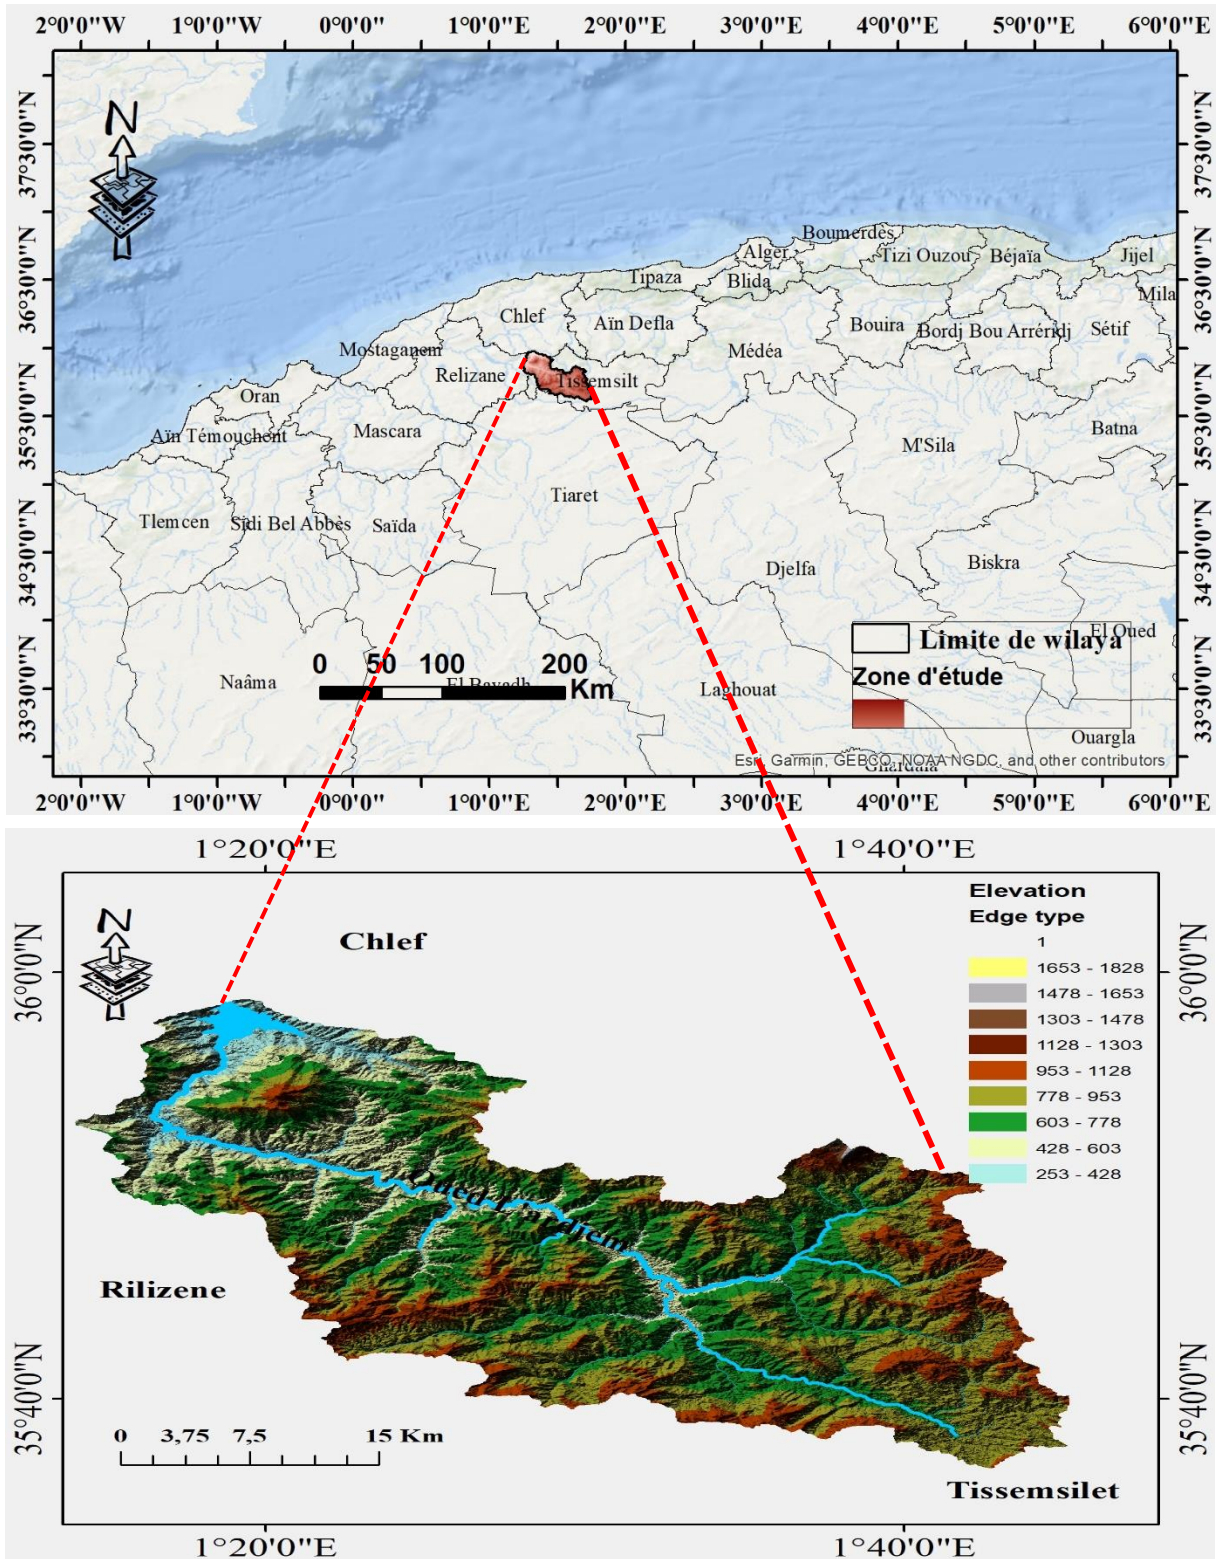 2°0'0"W 1°0'0"W 0°0'0" 1°0'0"E 2°0'0"E 3°0'0"E 4°0'0"E 5°0'0"E 6°0'0"E
37°30'0"N 37°30'0"N
N
Boumerdès
Alger Tizi Ouzou Béjaïa Jijel
36°30'0"N Tipaza Blida Mila 36°30'0"N
Chlef Aïn Defla Bouira Bordj Bou Arréridj Sétif
Mostaganem Médéa
Relizane Tissemsilt
Oran
35°30'0"N Aïn Témouchent Mascara M'Sila Batna 35°30'0"N
Tiaret
Tlemcen Sidi Bel Abbès Saïda
34°30'0"N Djelfa Biskra 34°30'0"N
El Oued
Limite de wilaya
0 50 100 200
Km
Zone d'étude
Naâma El Bayadh Laghouat
33°30'0"N 33°30'0"N
Ouargla
Ghardaïa
Esri, Garmin, GEBCO, NOAA NGDC, and other contributors
2°0'0"W 1°0'0"W 0°0'0" 1°0'0"E 2°0'0"E 3°0'0"E 4°0'0"E 5°0'0"E 6°0'0"E
1°20'0"E 1°40'0"E
Elevation
Edge type
1
1653 - 1828
1478 - 1653
1303 - 1478
1128 - 1303
953 - 1128
778 - 953
603 - 778
428 - 603
253 - 428
N
Chlef
36°0'0"N 36°0'0"N
Rilizene
35°40'0"N 35°40'0"N
0 3,75 7,5 15 Km
Tissemsilet
1°20'0"E 1°40'0"E